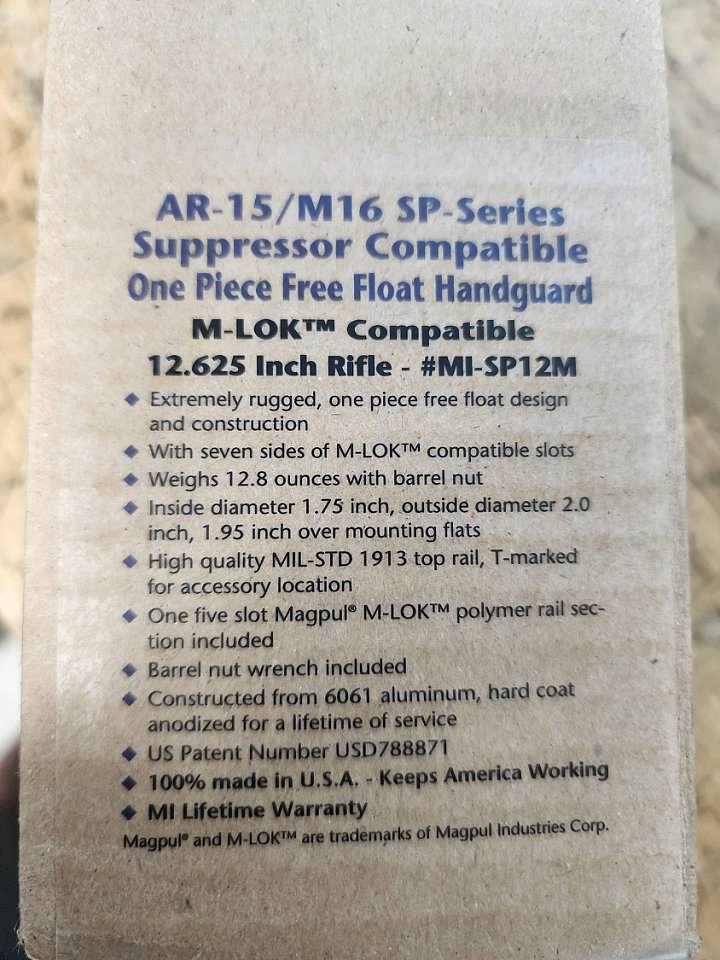 AR-15/M16 SP-Series
Suppressor Compatible
One Piece Free Float Handguard
M-LOK™ Compatible
12.625 Inch Rifle - #MI-SP12M
◆ Extremely rugged, one piece free float design
and construction
◆ With seven sides of M-LOK™ compatible slots
◆ Weighs 12.8 ounces with barrel nut
◆ Inside diameter 1.75 inch, outside diameter 2.0
inch, 1.95 inch over mounting flats
◆ High quality MIL-STD 1913 top rail, T-marked
for accessory location
◆ One five slot Magpul® M-LOK™ polymer rail sec-
tion included
◆ Barrel nut wrench included
◆ Constructed from 6061 aluminum, hard coat
anodized for a lifetime of service
◆ US Patent Number USD788871
◆ 100% made in U.S.A. - Keeps America Working
◆ MI Lifetime Warranty
Magpul® and M-LOK™ are trademarks of Magpul Industries Corp.